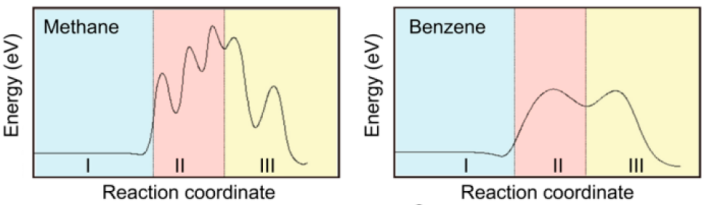 Methane
Energy (eV)
I
II
III
Reaction coordinate
Benzene
Energy (eV)
I
II
III
Reaction coordinate